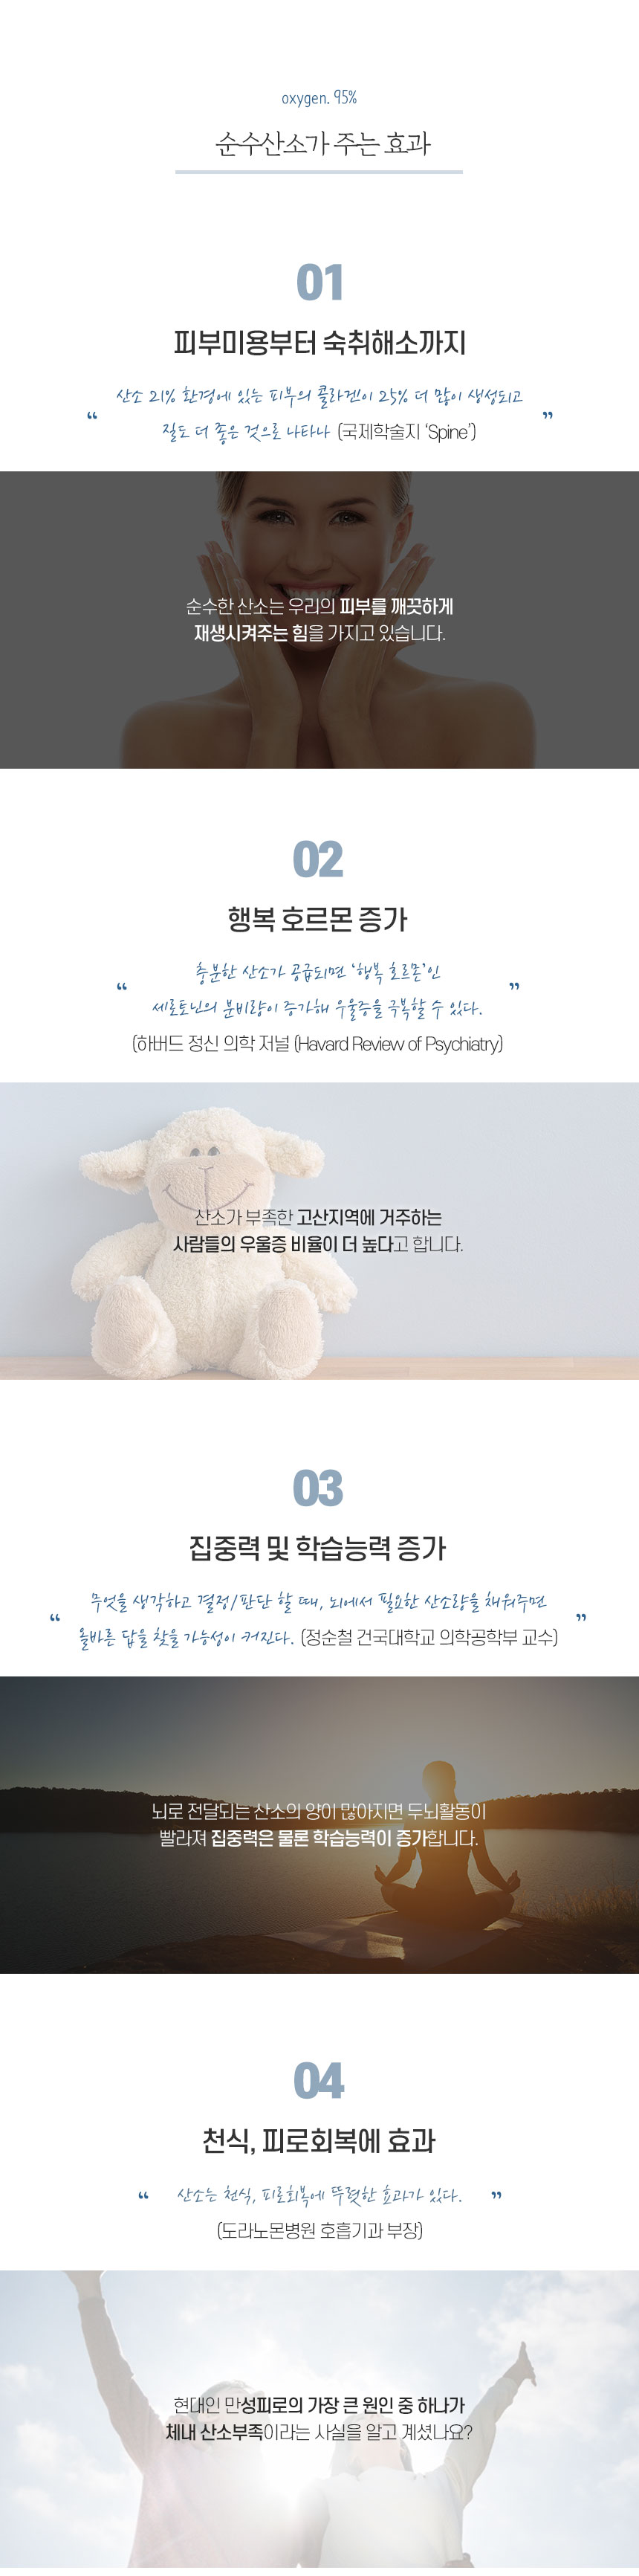 oxygen. 95%
순수산소가 주는 효과
01
피부미용부터 숙취해소까지
“ 산소 21% 환경에 있는 피부의 콜라겐이 25% 더 많이 생성되고
질도 더 좋은 것으로 나타나 (국제학술지 ‘Spine’) ”
순수한 산소는 우리의 피부를 깨끗하게
재생시켜주는 힘을 가지고 있습니다.
02
행복 호르몬 증가
“ 충분한 산소가 공급되면 ‘행복 호르몬’인
세로토닌의 분비량이 증가해 우울증을 극복할 수 있다. ”
(하버드 정신 의학 저널 (Havard Review of Psychiatry)
산소가 부족한 고산지역에 거주하는
사람들의 우울증 비율이 더 높다고 합니다.
03
집중력 및 학습능력 증가
“ 무엇을 생각하고 결정/판단 할 때, 뇌에서 필요한 산소량을 채워주면
올바른 답을 찾을 가능성이 커진다. (정순철 건국대학교 의학공학부 교수) ”
뇌로 전달되는 산소의 양이 많아지면 두뇌활동이
빨라져 집중력은 물론 학습능력이 증가합니다.
04
천식, 피로회복에 효과
“ 산소는 천식, 피로회복에 뚜렷한 효과가 있다. ”
(도라노몬병원 호흡기과 부장)
현대인 만성피로의 가장 큰 원인 중 하나가
체내 산소부족이라는 사실을 알고 계셨나요?